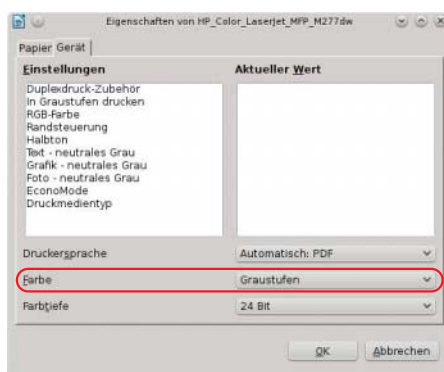 Eigenschaften von HP_Color_LaserJet_MFP_M277dw
Papier Gerät
Einstellungen
Duplexdruck-Zubehör
In Graustufen drucken
RGB-Farbe
Randsteuerung
Halbton
Text - neutrales Grau
Grafik - neutrales Grau
Foto - neutrales Grau
EconoMode
Druckmedientyp
Aktueller Wert
Druckersprache Automatisch: PDF
Farbe Graustufen
Farbtiefe 24 Bit
OK Abbrechen